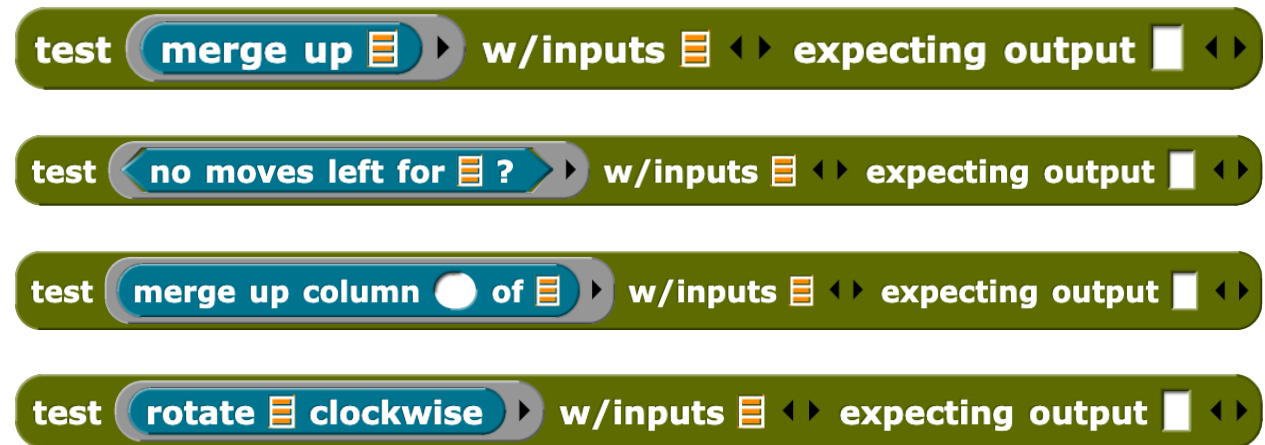 test merge up w/inputs expecting output
test no moves left for ? w/inputs expecting output
test merge up column of w/inputs expecting output
test rotate clockwise w/inputs expecting output